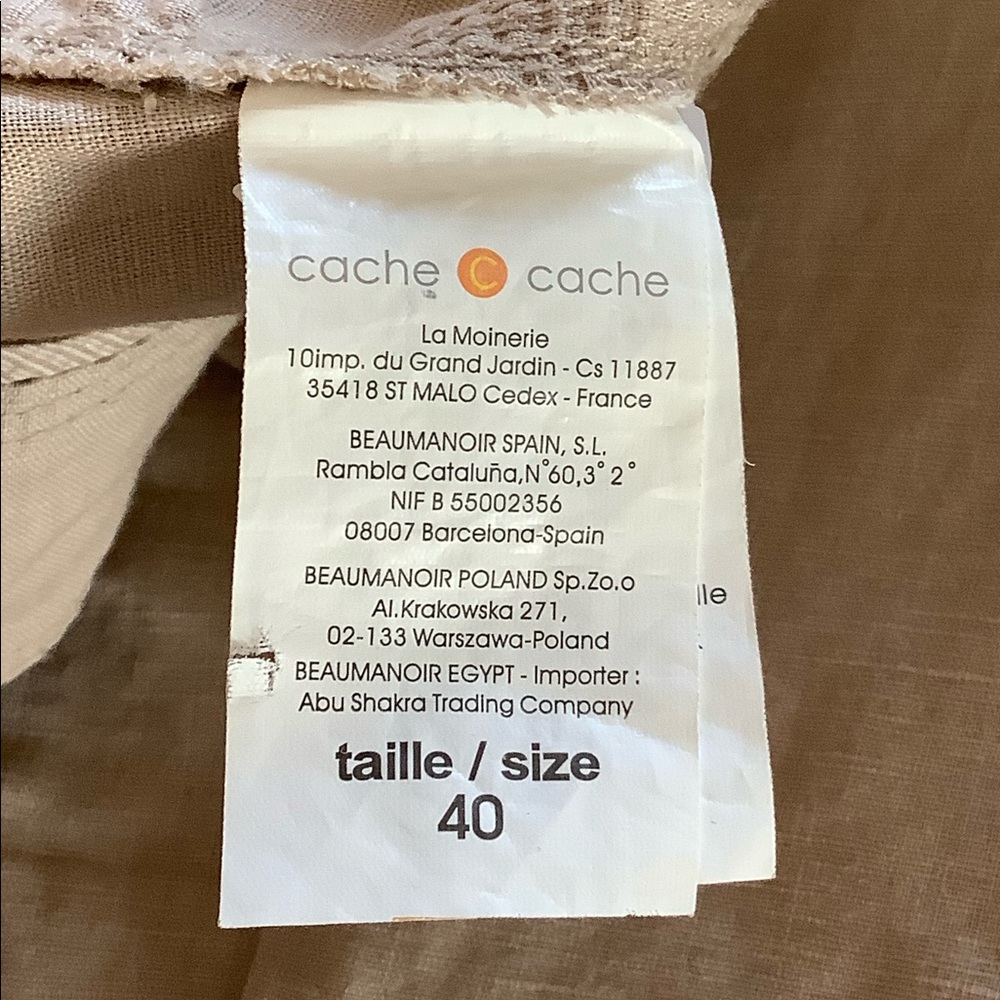 cache C cache
La Moinerie
10imp. du Grand Jardin - Cs 11887
35418 ST MALO Cedex - France
BEAUMANOIR SPAIN, S.L.
Rambla Cataluña,N°60,3° 2°
NIF B 55002356
08007 Barcelona-Spain
BEAUMANOIR POLAND Sp.Zo.o
Al.Krakowska 271,
02-133 Warszawa-Poland
BEAUMANOIR EGYPT - Importer :
Abu Shakra Trading Company
taille / size
40